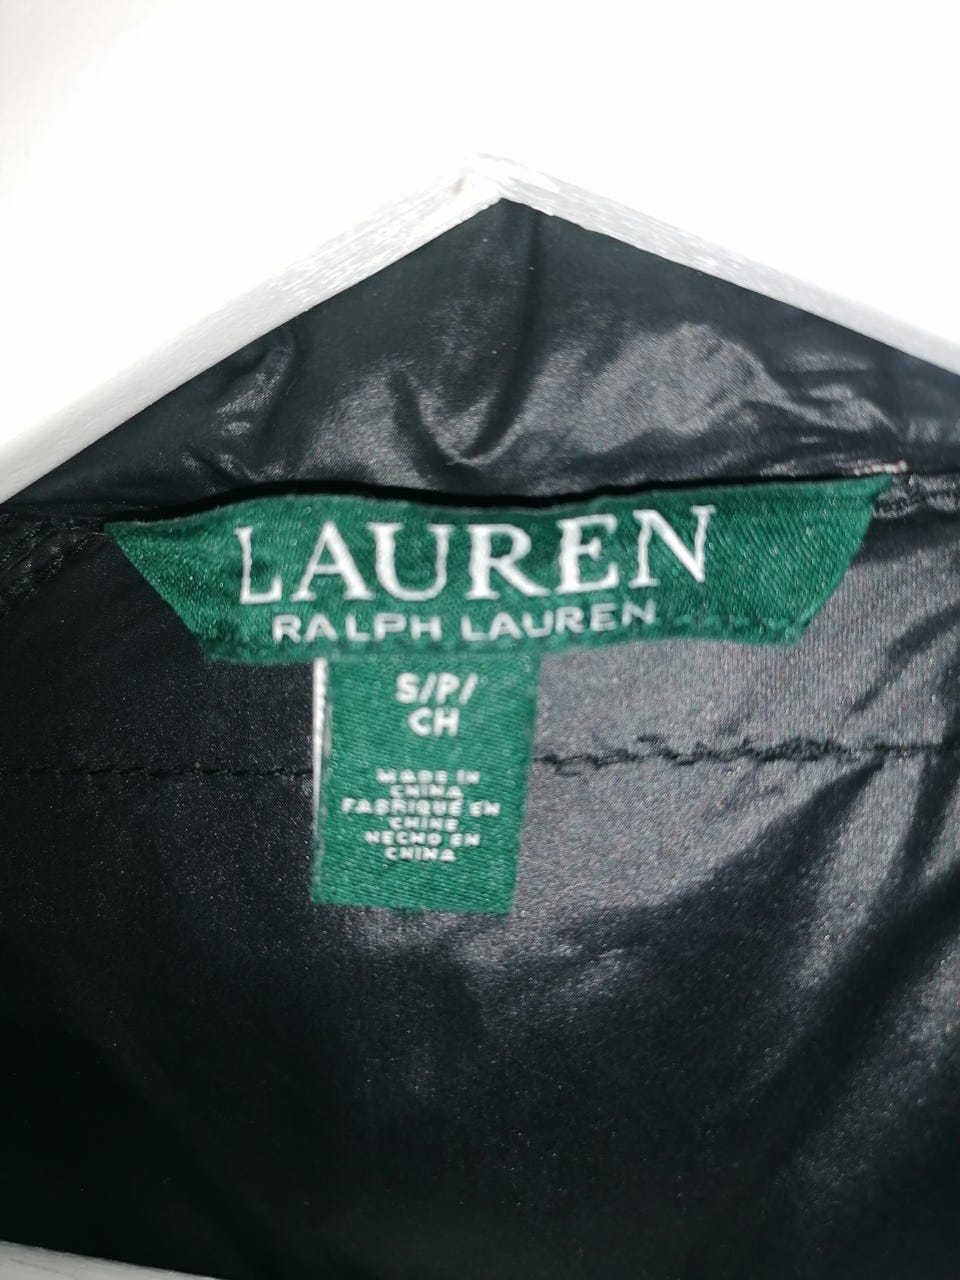 LAUREN
RALPH LAUREN
S/P/
CH
MADE IN
CHINA
FABRIQUÉ EN
CHINE
HECHO EN
CHINA